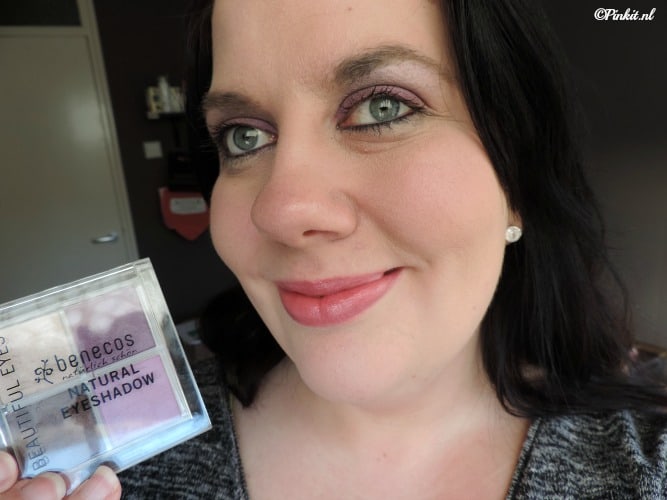 ©Pinkit.nl
benecos
natürlich schön
NATURAL
EYESHADOW
BEAUTIFUL EYES